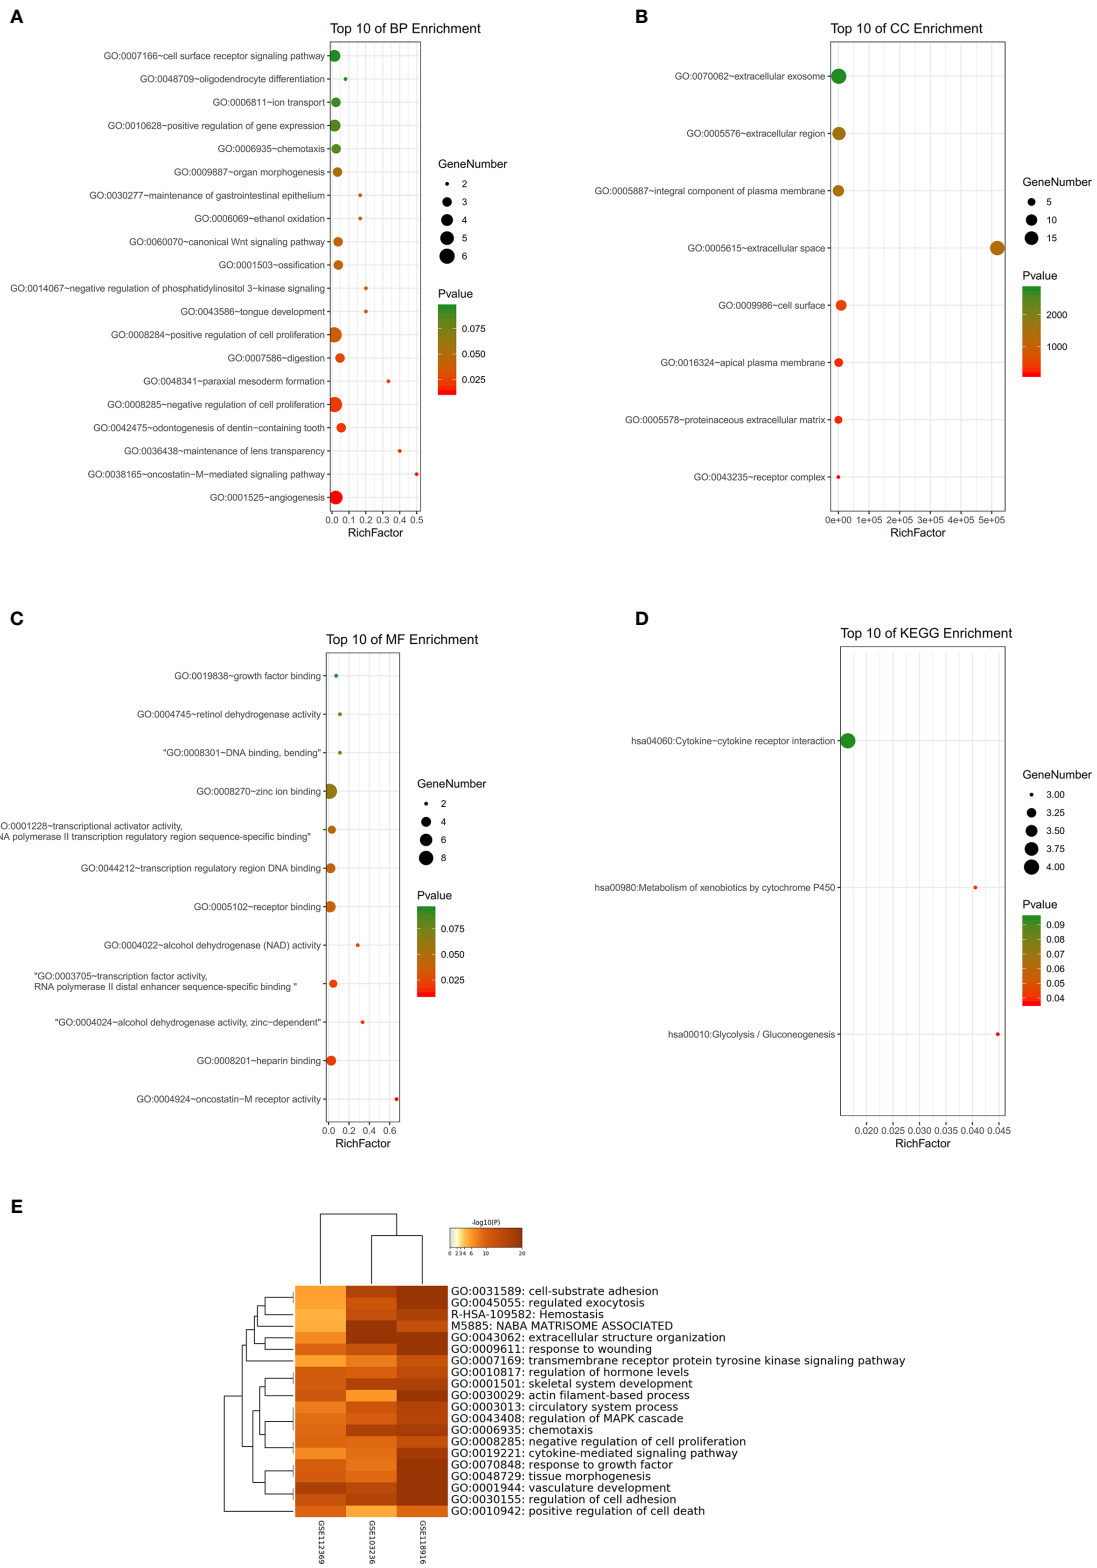 A
Top 10 of BP Enrichment
GO:0007166~cell surface receptor signaling pathway
GO:0048709~oligodendrocyte differentiation
GO:0006811~ion transport
GO:0010628~positive regulation of gene expression
GO:0006935~chemotaxis
GO:0009887~organ morphogenesis
GO:0030277~maintenance of gastrointestinal epithelium
GO:0006069~ethanol oxidation
GO:0060070~canonical Wnt signaling pathway
GO:0001503~ossification
GO:0014067~negative regulation of phosphatidylinositol 3−kinase signaling
GO:0043586~tongue development
GO:0008284~positive regulation of cell proliferation
GO:0007586~digestion
GO:0048341~paraxial mesoderm formation
GO:0008285~negative regulation of cell proliferation
GO:0042475~odontogenesis of dentin−containing tooth
GO:0036438~maintenance of lens transparency
GO:0038165~oncostatin−M−mediated signaling pathway
GO:0001525~angiogenesis
0.0 0.1 0.2 0.3 0.4 0.5
RichFactor
GeneNumber
2
3
4
5
6
Pvalue
0.075
0.050
0.025
B
Top 10 of CC Enrichment
GO:0070062~extracellular exosome
GO:0005576~extracellular region
GO:0005887~integral component of plasma membrane
GO:0005615~extracellular space
GO:0009986~cell surface
GO:0016324~apical plasma membrane
GO:0005578~proteinaceous extracellular matrix
GO:0043235~receptor complex
0e+00 1e+05 2e+05 3e+05 4e+05 5e+05
RichFactor
GeneNumber
5
10
15
Pvalue
2000
1000
C
Top 10 of MF Enrichment
GO:0019838~growth factor binding
GO:0004745~retinol dehydrogenase activity
"GO:0008301~DNA binding, bending"
GO:0008270~zinc ion binding
O:0001228~transcriptional activator activity,
polymerase II transcription regulatory region sequence-specific binding"
GO:0044212~transcription regulatory region DNA binding
GO:0005102~receptor binding
GO:0004022~alcohol dehydrogenase (NAD) activity
"GO:0003705~transcription factor activity,
RNA polymerase II distal enhancer sequence-specific binding "
"GO:0004024~alcohol dehydrogenase activity, zinc−dependent"
GO:0008201~heparin binding
GO:0004924~oncostatin−M receptor activity
0.0 0.2 0.4 0.6
RichFactor
GeneNumber
2
4
6
8
Pvalue
0.075
0.050
0.025
D
Top 10 of KEGG Enrichment
hsa04060:Cytokine−cytokine receptor interaction
hsa00980:Metabolism of xenobiotics by cytochrome P450
hsa00010:Glycolysis / Gluconeogenesis
0.020 0.025 0.030 0.035 0.040 0.045
RichFactor
GeneNumber
3.00
3.25
3.50
3.75
4.00
Pvalue
0.09
0.08
0.07
0.06
0.05
0.04
E
-log10(P)
0 2 3 4 6 10 20
GO:0031589: cell-substrate adhesion
GO:0045055: regulated exocytosis
R-HSA-109582: Hemostasis
M5885: NABA MATRISOME ASSOCIATED
GO:0043062: extracellular structure organization
GO:0009611: response to wounding
GO:0007169: transmembrane receptor protein tyrosine kinase signaling pathway
GO:0010817: regulation of hormone levels
GO:0001501: skeletal system development
GO:0030029: actin filament-based process
GO:0003013: circulatory system process
GO:0043408: regulation of MAPK cascade
GO:0006935: chemotaxis
GO:0008285: negative regulation of cell proliferation
GO:0019221: cytokine-mediated signaling pathway
GO:0070848: response to growth factor
GO:0048729: tissue morphogenesis
GO:0001944: vasculature development
GO:0030155: regulation of cell adhesion
GO:0010942: positive regulation of cell death
GSE112369
GSE103236
GSE118916